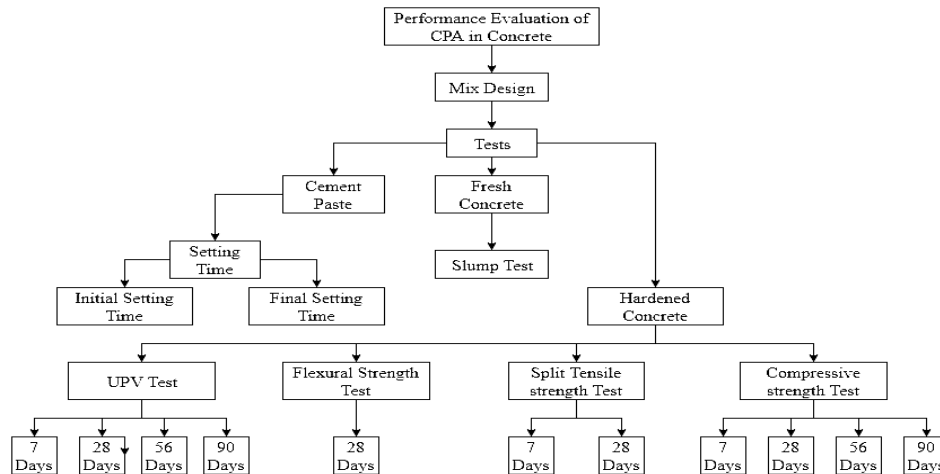 Performance Evaluation of
CPA in Concrete
Mix Design
Tests
Cement
Paste
Fresh
Concrete
Setting
Time
Slump Test
Initial Setting
Time
Final Setting
Time
Hardened
Concrete
UPV Test
Flexural Strength
Test
Split Tensile
strength Test
Compressive
strength Test
7
Days
28
Days
56
Days
90
Days
28
Days
7
Days
28
Days
7
Days
28
Days
56
Days
90
Days